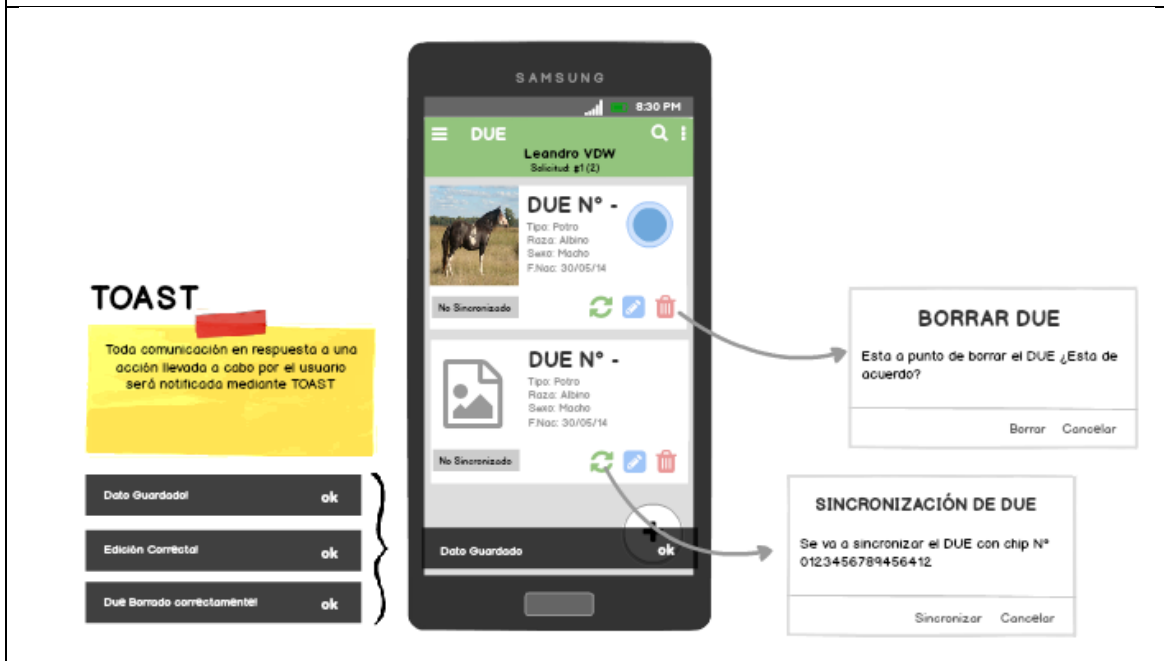 SAMSUNG
8:30 PM
DUE
Leandro VDW
Solicitud #1(2)
DUE N° -
Tipo: Potro
Raza: Albino
Sexo: Macho
F.Nac: 30/05/14
No Sincronizado
DUE N° -
Tipo: Potro
Raza: Albino
Sexo: Macho
F.Nac: 30/05/14
No Sincronizado
Dato Guardado ok
TOAST
Toda comunicación en respuesta a una
acción llevada a cabo por el usuario
será notificada mediante TOAST
Dato Guardado! ok
Edición Correcta! ok
Due Borrado correctamente! ok
BORRAR DUE
Esta a punto de borrar el DUE ¿Esta de
acuerdo?
Borrar Cancelar
SINCRONIZACIÓN DE DUE
Se va a sincronizar el DUE con chip N°
0123456789456412
Sincronizar Cancelar